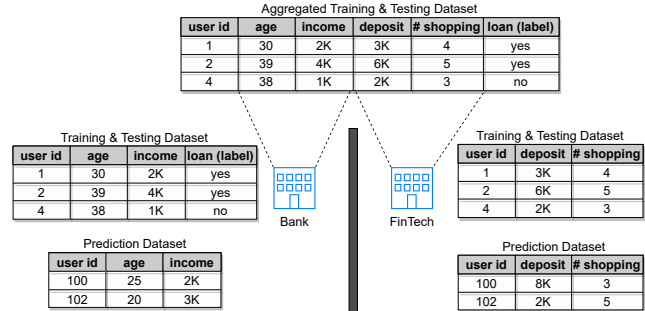 Aggregated Training & Testing Dataset
user id age income deposit # shopping loan (label)
1 30 2K 3K 4 yes
2 39 4K 6K 5 yes
4 38 1K 2K 3 no
Training & Testing Dataset
user id age income loan (label)
1 30 2K yes
2 39 4K yes
4 38 1K no
Bank
FinTech
Training & Testing Dataset
user id deposit # shopping
1 3K 4
2 6K 5
4 2K 3
Prediction Dataset
user id age income
100 25 2K
102 20 3K
Prediction Dataset
user id deposit # shopping
100 8K 3
102 2K 5